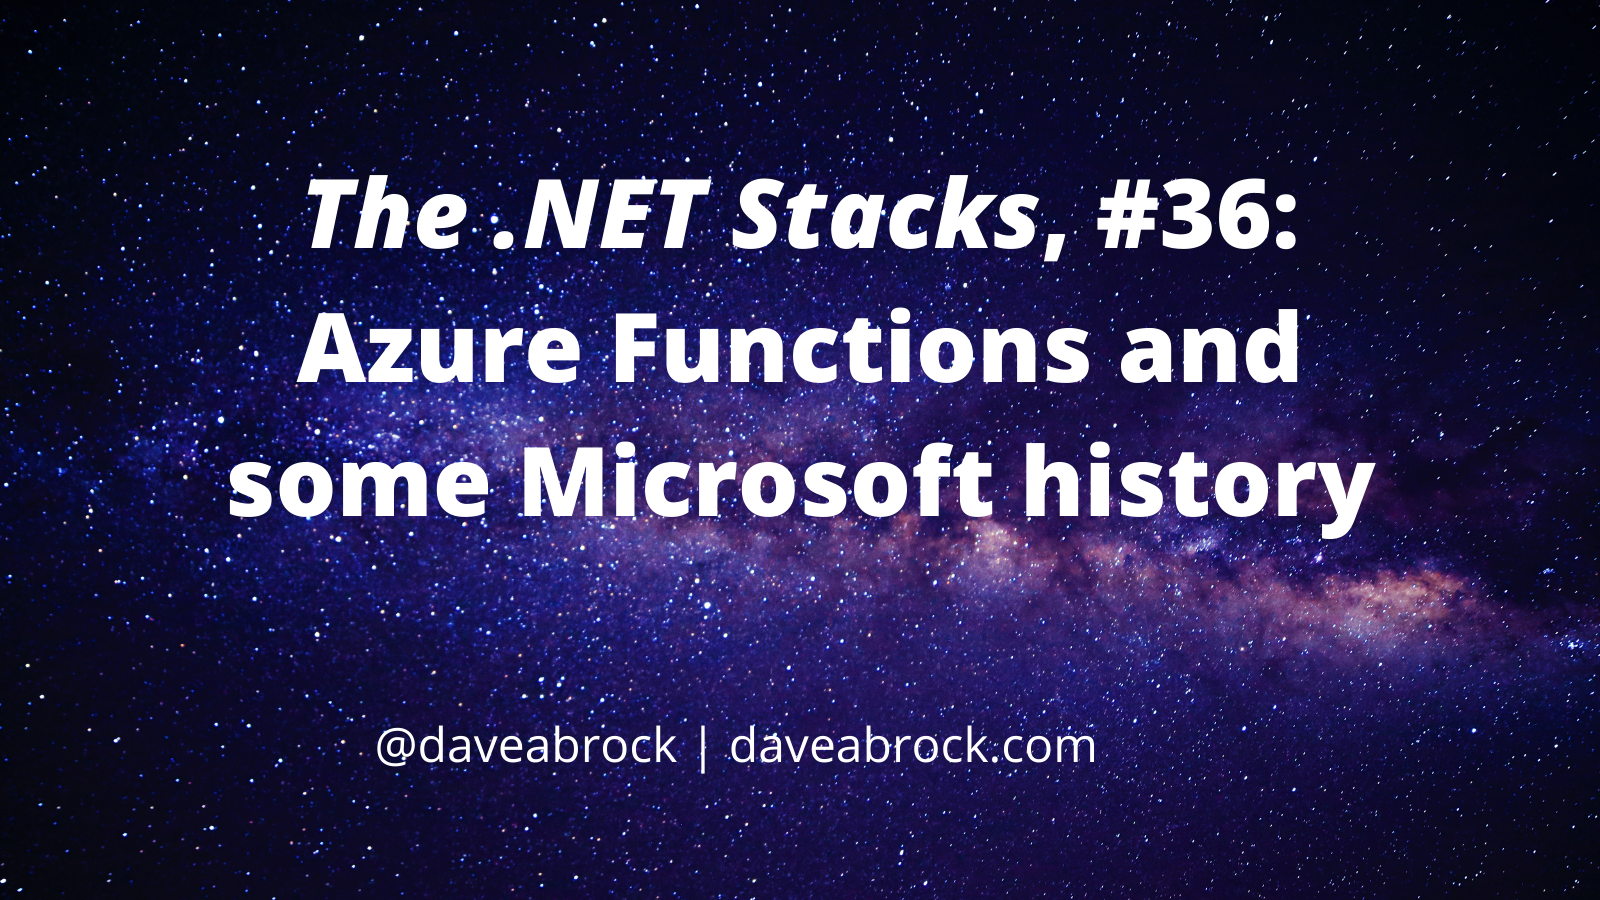 The .NET Stacks, #36:
Azure Functions and
some Microsoft history
@daveabrock | daveabrock.com